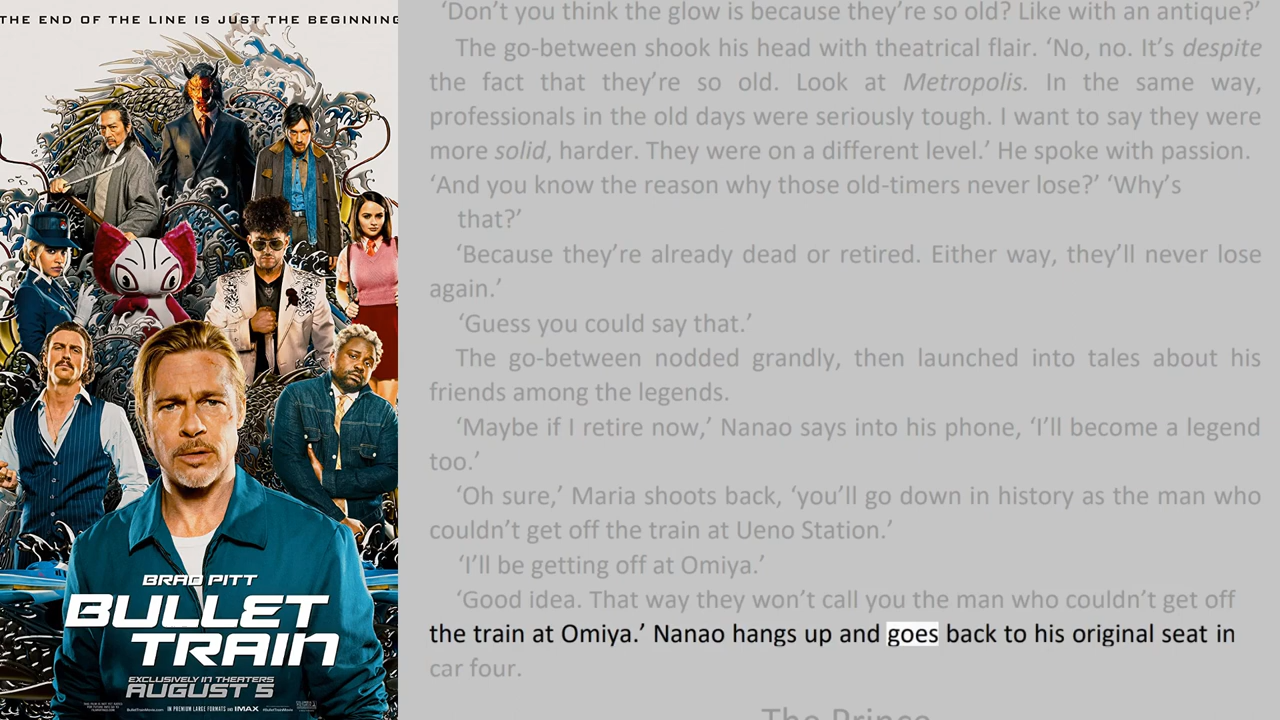 THE END OF THE LINE IS JUST THE BEGINNING
BRAD PITT
BULLET
TRAIN
EXCLUSIVELY IN THEATERS
AUGUST 5
IN PREMIUM LARGE FORMATS AND IMAX
‘Don’t you think the glow is because they’re so old? Like with an antique?’
The go-between shook his head with theatrical flair. ‘No, no. It’s despite
the fact that they’re so old. Look at Metropolis. In the same way,
professionals in the old days were seriously tough. I want to say they were
more solid, harder. They were on a different level.’ He spoke with passion.
‘And you know the reason why those old-timers never lose?’ ‘Why’s
that?’
‘Because they’re already dead or retired. Either way, they’ll never lose
again.’
‘Guess you could say that.’
The go-between nodded grandly, then launched into tales about his
friends among the legends.
‘Maybe if I retire now,’ Nanao says into his phone, ‘I’ll become a legend
too.’
‘Oh sure,’ Maria shoots back, ‘you’ll go down in history as the man who
couldn’t get off the train at Ueno Station.’
‘I’ll be getting off at Omiya.’
‘Good idea. That way they won’t call you the man who couldn’t get off
the train at Omiya.’ Nanao hangs up and goes back to his original seat in
car four.
The Prince